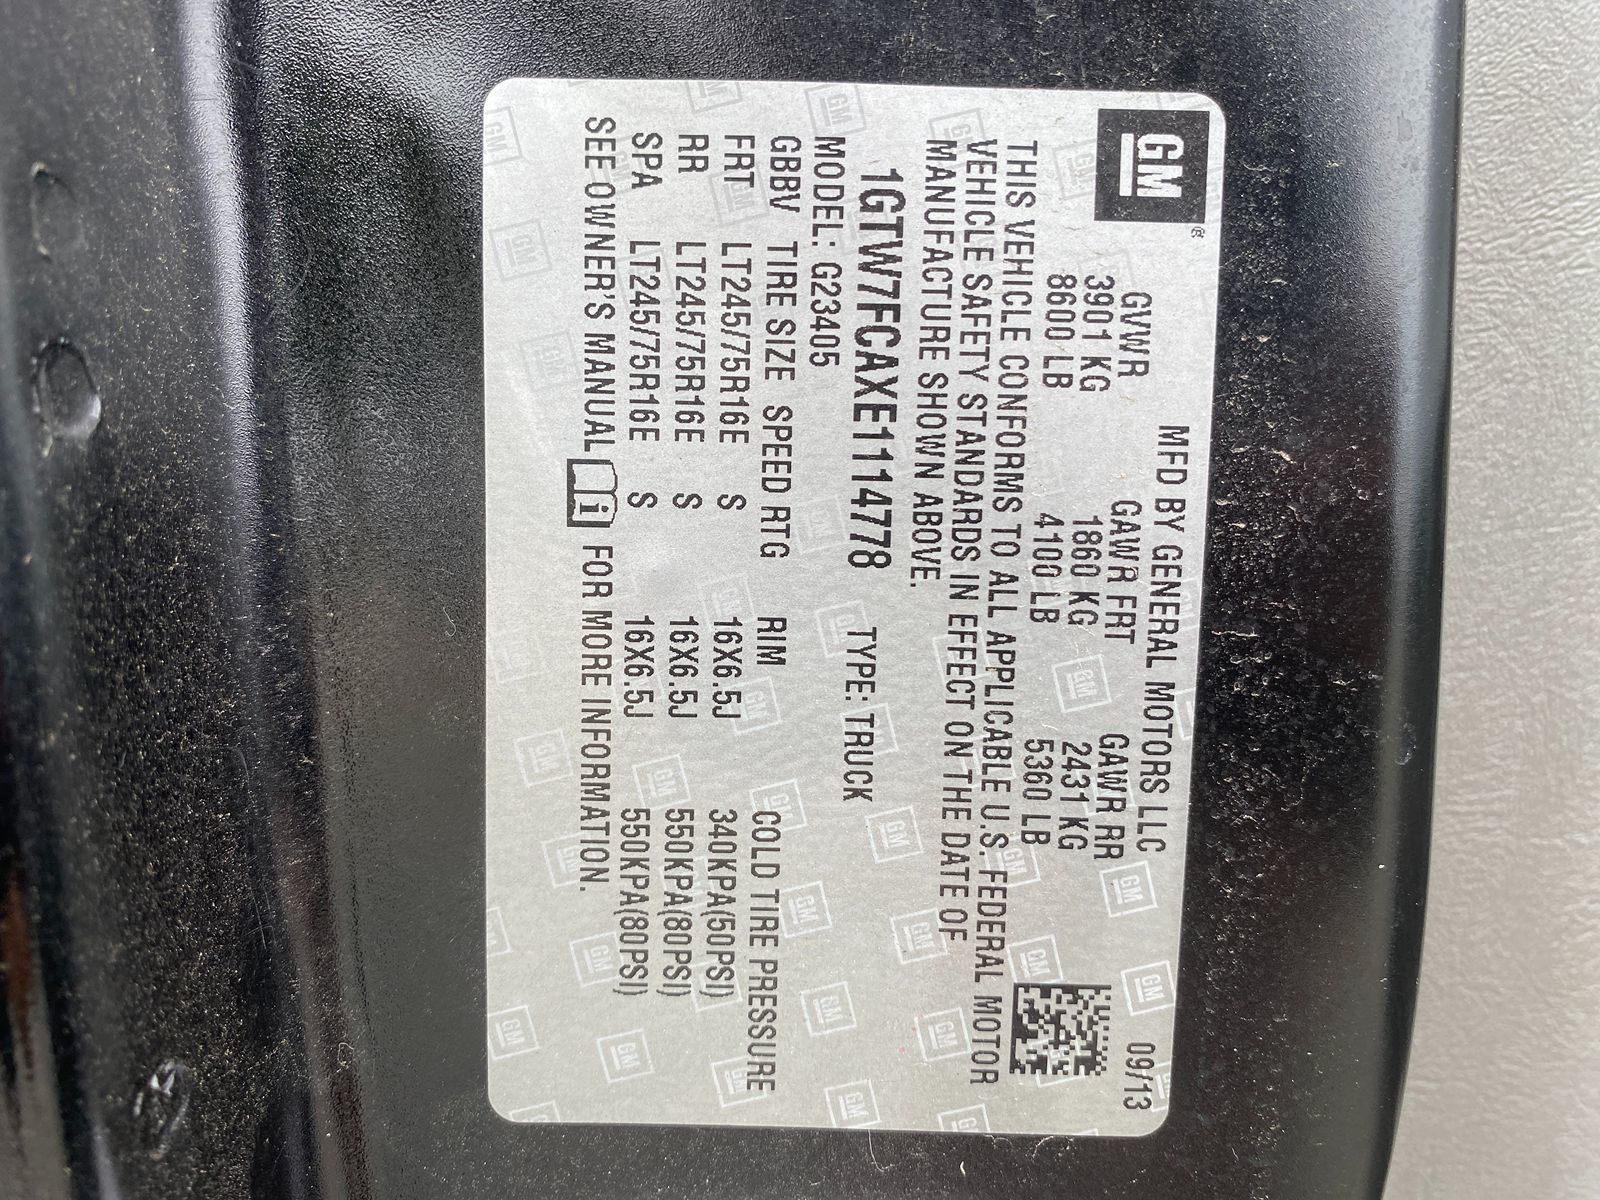 GM®
MFD BY GENERAL MOTORS LLC 09/13
GVWR GAWR FRT GAWR RR
3901 KG 1860 KG 2431 KG
8600 LB 4100 LB 5360 LB
THIS VEHICLE CONFORMS TO ALL APPLICABLE U.S. FEDERAL MOTOR
VEHICLE SAFETY STANDARDS IN EFFECT ON THE DATE OF
MANUFACTURE SHOWN ABOVE.
1GTW7FCAXE1114778 TYPE: TRUCK
MODEL: G23405
GBBV TIRE SIZE SPEED RTG RIM COLD TIRE PRESSURE
FRT LT245/75R16E S 16X6.5J 340KPA(50PSI)
RR LT245/75R16E S 16X6.5J 550KPA(80PSI)
SPA LT245/75R16E S 16X6.5J 550KPA(80PSI)
SEE OWNER'S MANUAL i FOR MORE INFORMATION.